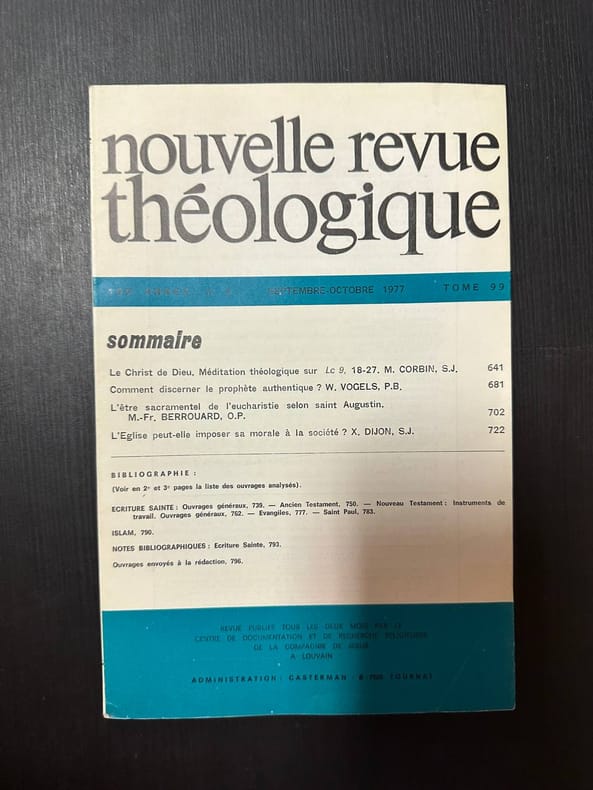 nouvelle revue
théologique
SEPTEMBRE-OCTOBRE 1977 TOME 99
sommaire
Le Christ de Dieu. Méditation théologique sur Lc 9, 18-27. M. CORBIN, S.J. 641
Comment discerner le prophète authentique ? W. VOGELS, P.B. 681
L'être sacramentel de l'eucharistie selon saint Augustin.
M.-Fr. BERROUARD, O.P. 702
L'Eglise peut-elle imposer sa morale à la société ? X. DIJON, S.J. 722
BIBLIOGRAPHIE :
(Voir en 2e et 3e pages la liste des ouvrages analysés).
ECRITURE SAINTE : Ouvrages généraux, 739. — Ancien Testament, 750. — Nouveau Testament : Instruments de
travail. Ouvrages généraux, 762. — Evangiles, 777. — Saint Paul, 783.
ISLAM, 790.
NOTES BIBLIOGRAPHIQUES : Ecriture Sainte, 793.
Ouvrages envoyés à la rédaction, 796.
REVUE PUBLIEE TOUS LES DEUX MOIS PAR LE
CENTRE DE DOCUMENTATION ET DE RECHERCHE RELIGIEUSES
DE LA COMPAGNIE DE JESUS
A LOUVAIN
ADMINISTRATION : CASTERMAN - B-7500 TOURNAI